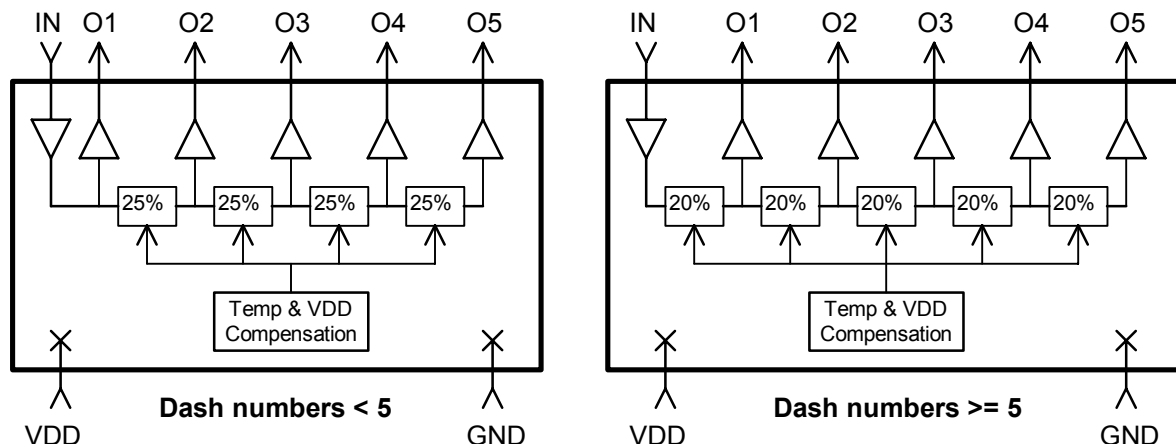 IN O1 O2 O3 O4 O5
25% 25% 25% 25%
Temp & VDD
Compensation
VDD GND
Dash numbers < 5
IN O1 O2 O3 O4 O5
20% 20% 20% 20% 20%
Temp & VDD
Compensation
VDD GND
Dash numbers >= 5